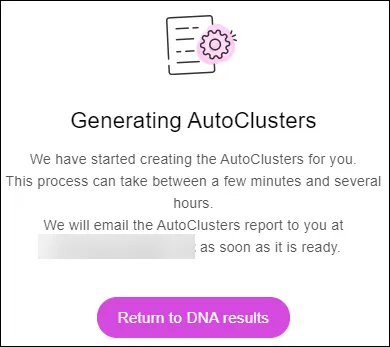 Generating AutoClusters
We have started creating the AutoClusters for you.
This process can take between a few minutes and several
hours.
We will email the AutoClusters report to you at
as soon as it is ready.
Return to DNA results